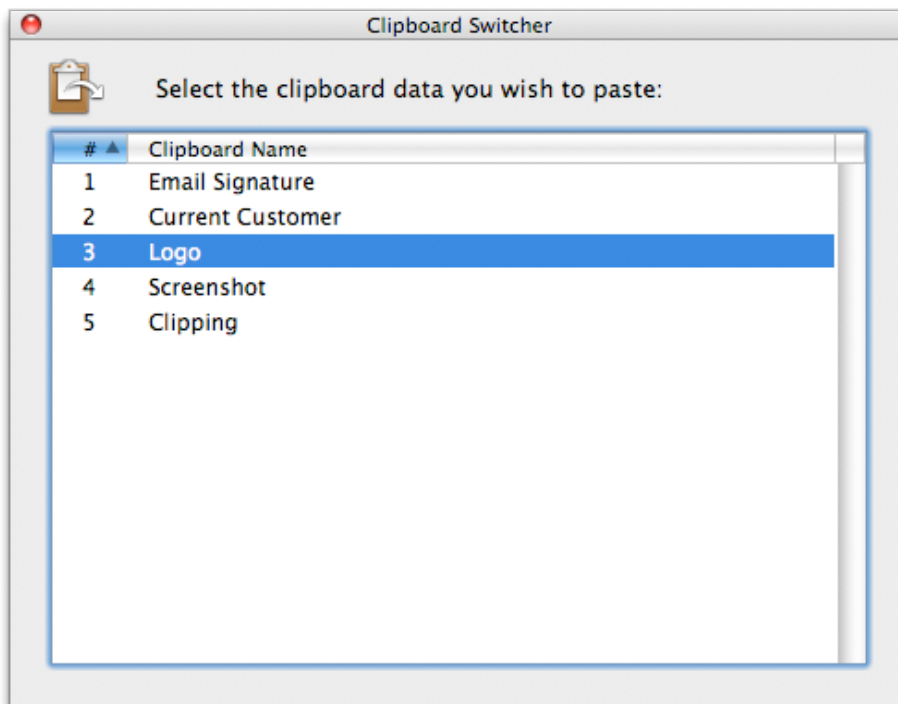 Clipboard Switcher
Select the clipboard data you wish to paste:
# Clipboard Name
1 Email Signature
2 Current Customer
3 Logo
4 Screenshot
5 Clipping